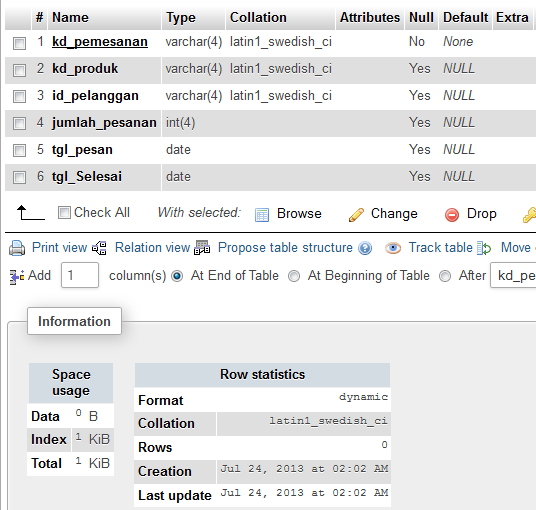 # Name Type Collation Attributes Null Default Extra
1 kd_pemesanan varchar(4) latin1_swedish_ci No None
2 kd_produk varchar(4) latin1_swedish_ci Yes NULL
3 id_pelanggan varchar(4) latin1_swedish_ci Yes NULL
4 jumlah_pesanan int(4) Yes NULL
5 tgl_pesan date Yes NULL
6 tgl_Selesai date Yes NULL
Check All With selected: Browse Change Drop
Print view Relation view Propose table structure Track table Move
Add 1 column(s) At End of Table At Beginning of Table After kd_pe
Information
Space usage
Data 0 B
Index 1 KiB
Total 1 KiB
Row statistics
Format dynamic
Collation latin1_swedish_ci
Rows 0
Creation Jul 24, 2013 at 02:02 AM
Last update Jul 24, 2013 at 02:02 AM